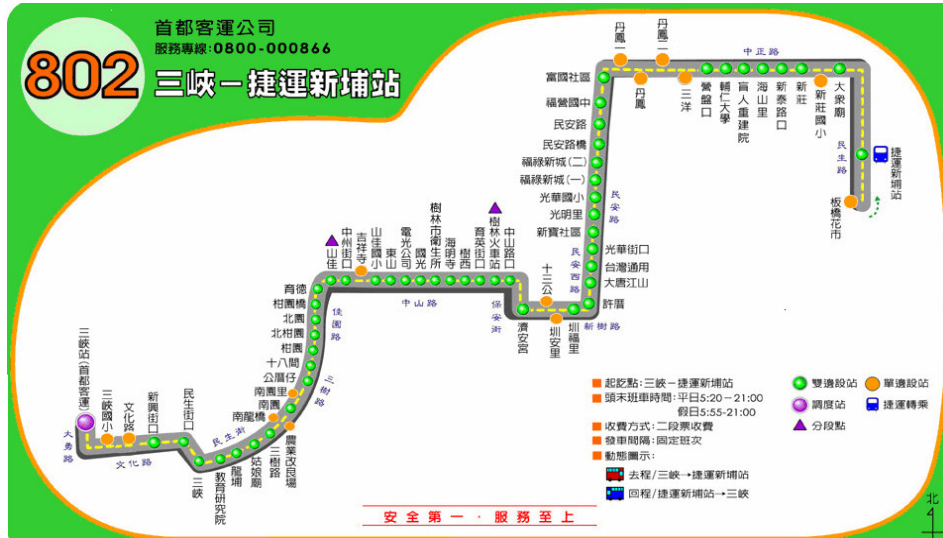 首都客運公司
服務專線:0800-000866
802
三峽－捷運新埔站
三峽站(首都客運)
三峽國小
文化路
新興街口
民生街口
三峽
教育研究院
龍埔
姑娘廟
三樹路
農業改良場
南龍橋
南園
南園里
公厝仔
十八間
柑園
北柑園
北園
柑園橋
育德
山佳
中州街口
吉祥寺
山佳國小
東山
電光公司
國光
樹林市衛生所
海明寺
樹西
育英街口
樹林火車站
中山路口
濟安宮
十三公
圳安里
圳福里
許厝
大唐江山
台灣通用
光華街口
新寶社區
光明里
光華國小
福祿新城(一)
福祿新城(二)
民安路橋
民安路
福營國中
富國社區
丹鳳一
丹鳳
丹鳳二
三洋
營盤口
輔仁大學
盲人重建院
海山里
新泰路口
新莊
新莊國小
大眾廟
捷運新埔站
板橋花市
大勇路
文化路
民生街
三樹路
佳園路
中山路
保安街
新樹路
民安西路
民安路
中正路
民生路
起訖點:三峽－捷運新埔站
頭末班車時間:平日5:20－21:00
假日5:55-21:00
收費方式:二段票收費
發車間隔:固定班次
動態圖示:
去程/三峽→捷運新埔站
回程/捷運新埔站→三峽
雙邊設站
單邊設站
調度站
捷運轉乘
分段點
安全第一．服務至上
北